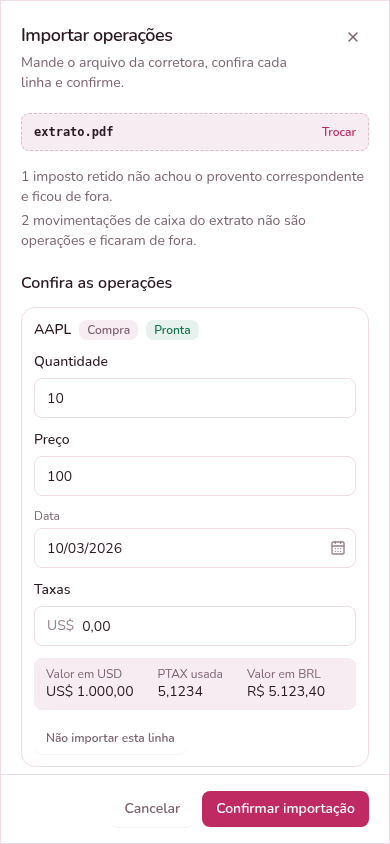 Importar operações
Mande o arquivo da corretora, confira cada
linha e confirme.
extrato.pdf
Trocar
1 imposto retido não achou o provento correspondente
e ficou de fora.
2 movimentações de caixa do extrato não são
operações e ficaram de fora.
Confira as operações
AAPL Compra Pronta
Quantidade
10
Preço
100
Data
10/03/2026
Taxas
US$ 0,00
Valor em USD PTAX usada Valor em BRL
US$ 1.000,00 5,1234 R$ 5.123,40
Não importar esta linha
Cancelar Confirmar importação